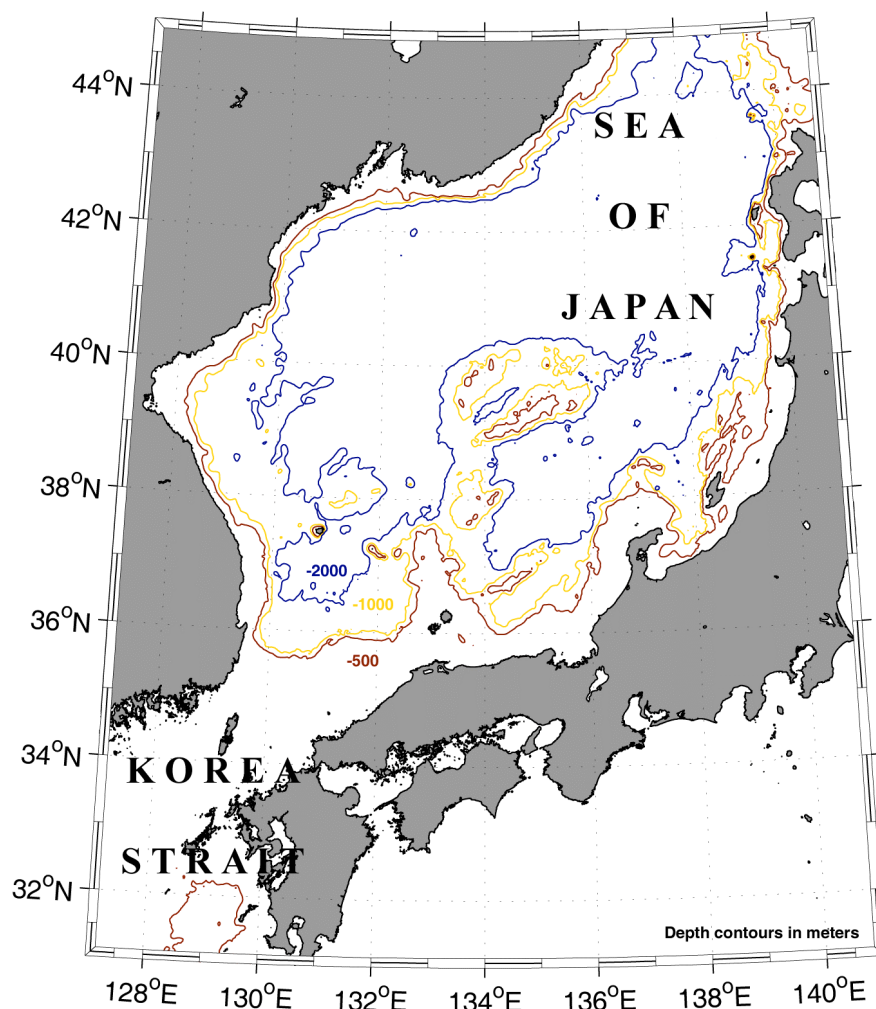 44°N
SEA
42°N
OF
JAPAN
40°N
38°N
-2000
-1000
36°N
-500
34°N
KOREA
STRAIT
32°N
Depth contours in meters
128°E 130°E 132°E 134°E 136°E 138°E 140°E